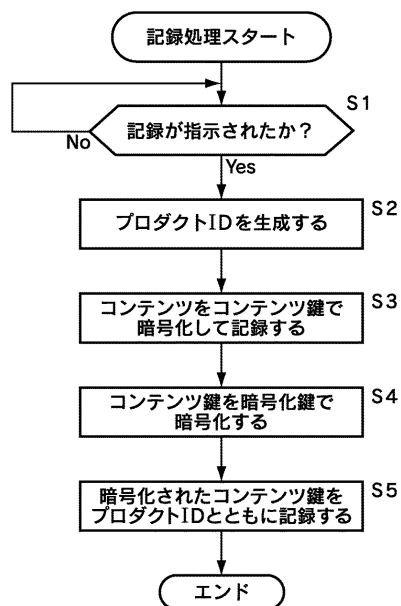 記録処理スタート
S1
記録が指示されたか？
No
Yes
S2
プロダクトIDを生成する
S3
コンテンツをコンテンツ鍵で
暗号化して記録する
S4
コンテンツ鍵を暗号化鍵で
暗号化する
S5
暗号化されたコンテンツ鍵を
プロダクトIDとともに記録する
エンド